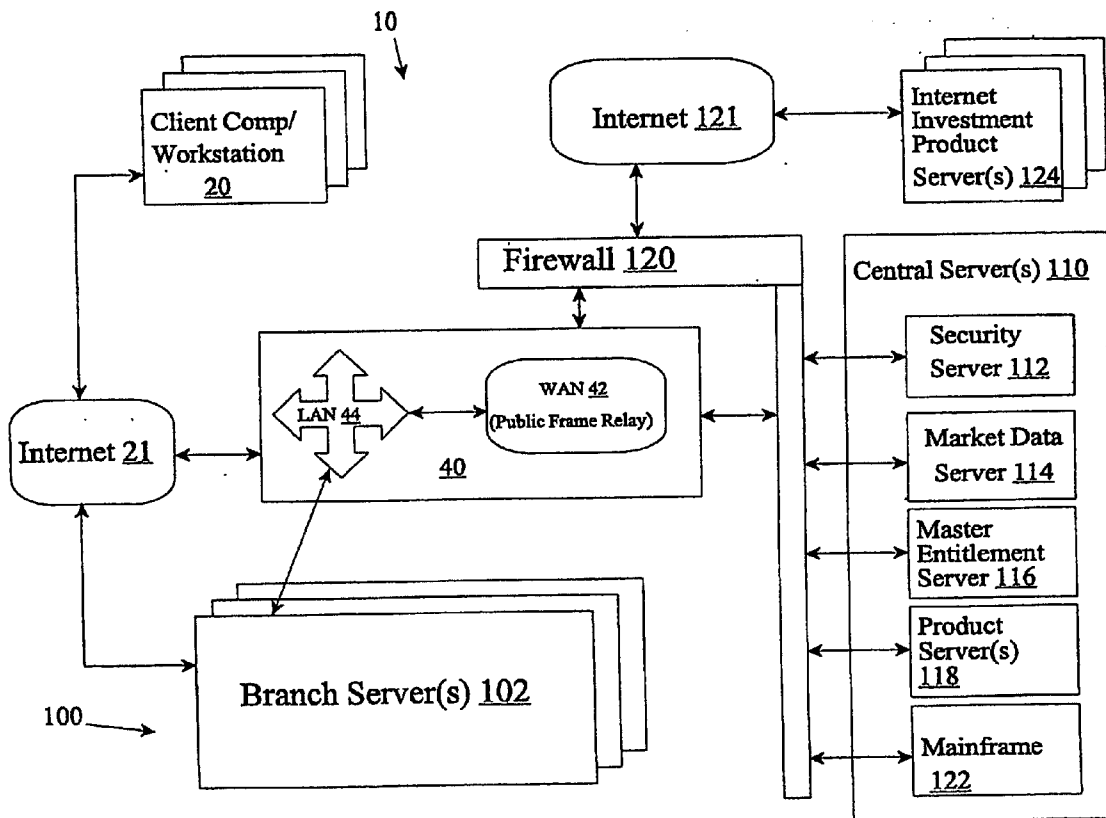 10
Client Comp/
Workstation
20
Internet 121
Internet
Investment
Product
Server(s) 124
Firewall 120
Central Server(s) 110
Security
Server 112
LAN 44
WAN 42
(Public Frame Relay)
40
Internet 21
Market Data
Server 114
Master
Entitlement
Server 116
Branch Server(s) 102
Product
Server(s)
118
100
Mainframe
122